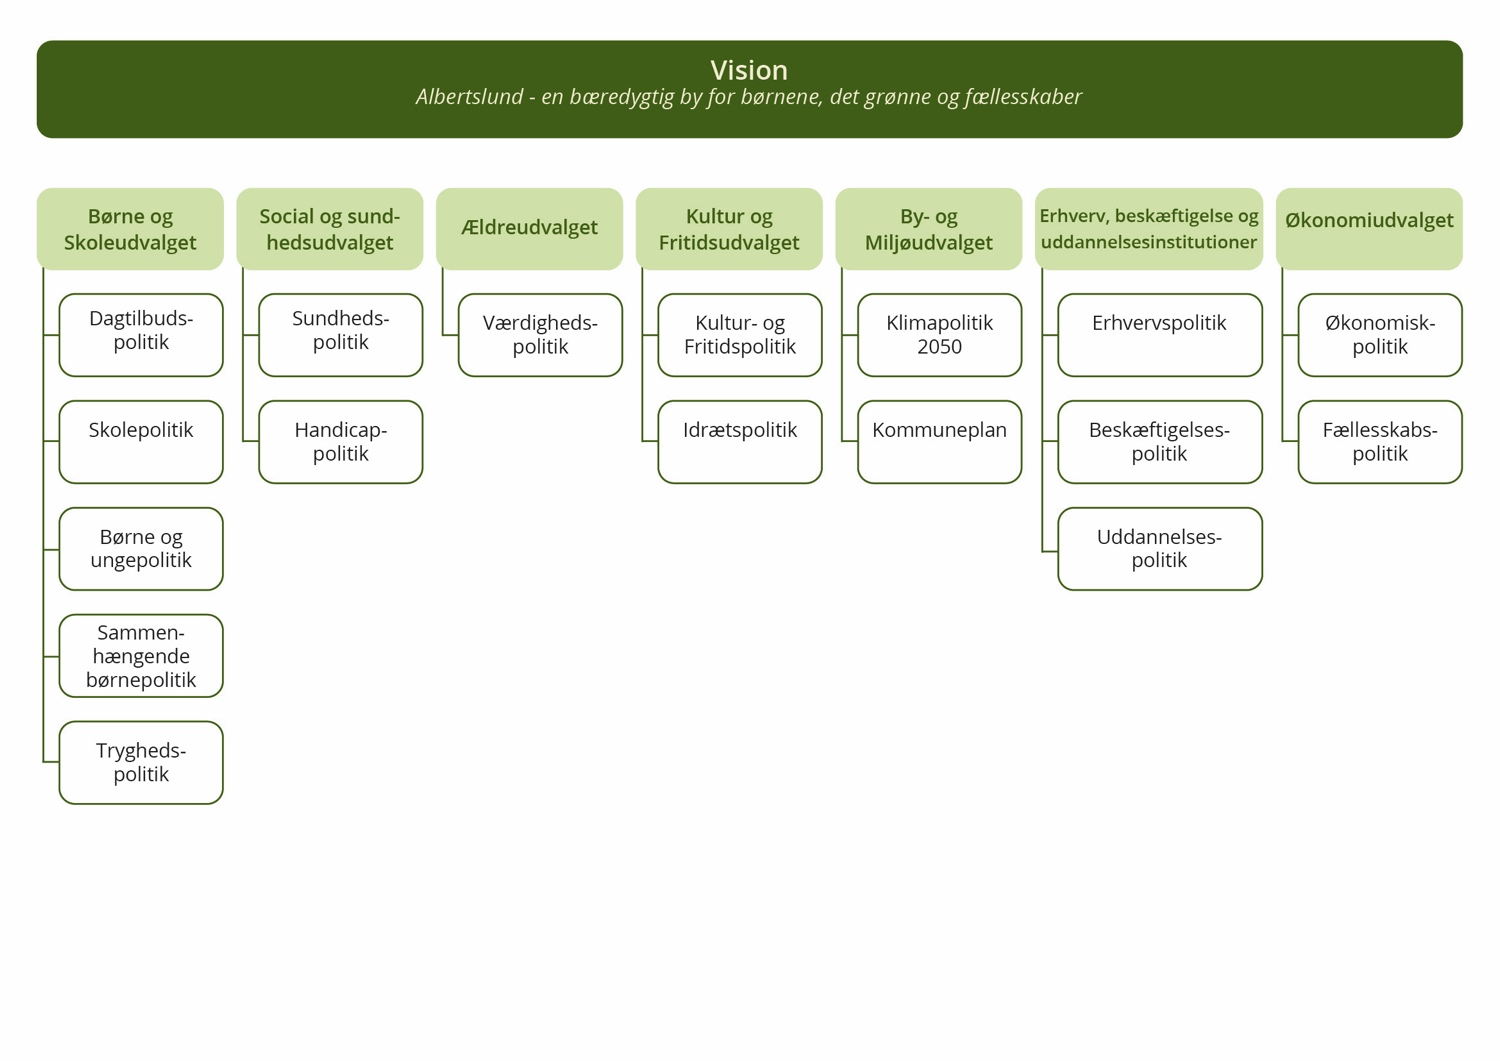 Vision
Albertslund - en bæredygtig by for børnene, det grønne og fællesskaber
Børne og
Skoleudvalget
Dagtilbuds-
politik
Skolepolitik
Børne og
ungepolitik
Sammen-
hængende
børnepolitik
Trygheds-
politik
Social og sund-
hedsudvalget
Sundheds-
politik
Handicap-
politik
Ældreudvalget
Værdigheds-
politik
Kultur og
Fritidsudvalget
Kultur- og
Fritidspolitik
Idrætspolitik
By- og
Miljøudvalget
Klimapolitik
2050
Kommuneplan
Erhverv, beskæftigelse og
uddannelsesinstitutioner
Erhvervspolitik
Beskæftigelses-
politik
Uddannelses-
politik
Økonomiudvalget
Økonomisk-
politik
Fællesskabs-
politik